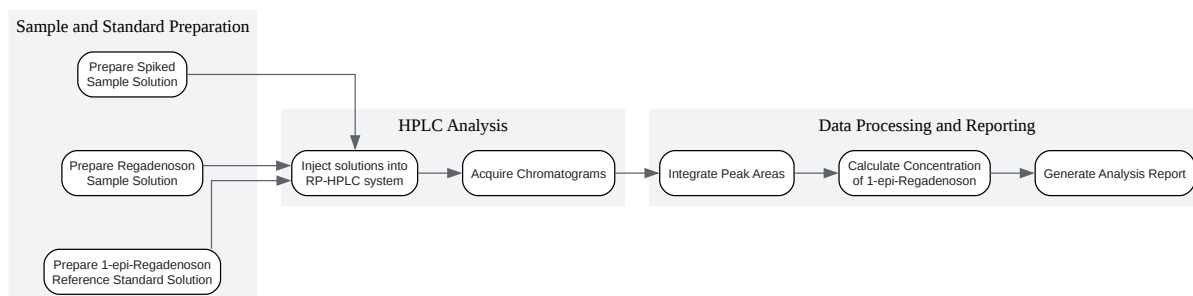 Sample and Standard Preparation
Prepare Spiked
Sample Solution
Prepare Regadenoson
Sample Solution
Prepare 1-epi-Regadenoson
Reference Standard Solution
HPLC Analysis
Inject solutions into
RP-HPLC system
Acquire Chromatograms
Data Processing and Reporting
Integrate Peak Areas
Calculate Concentration
of 1-epi-Regadenoson
Generate Analysis Report